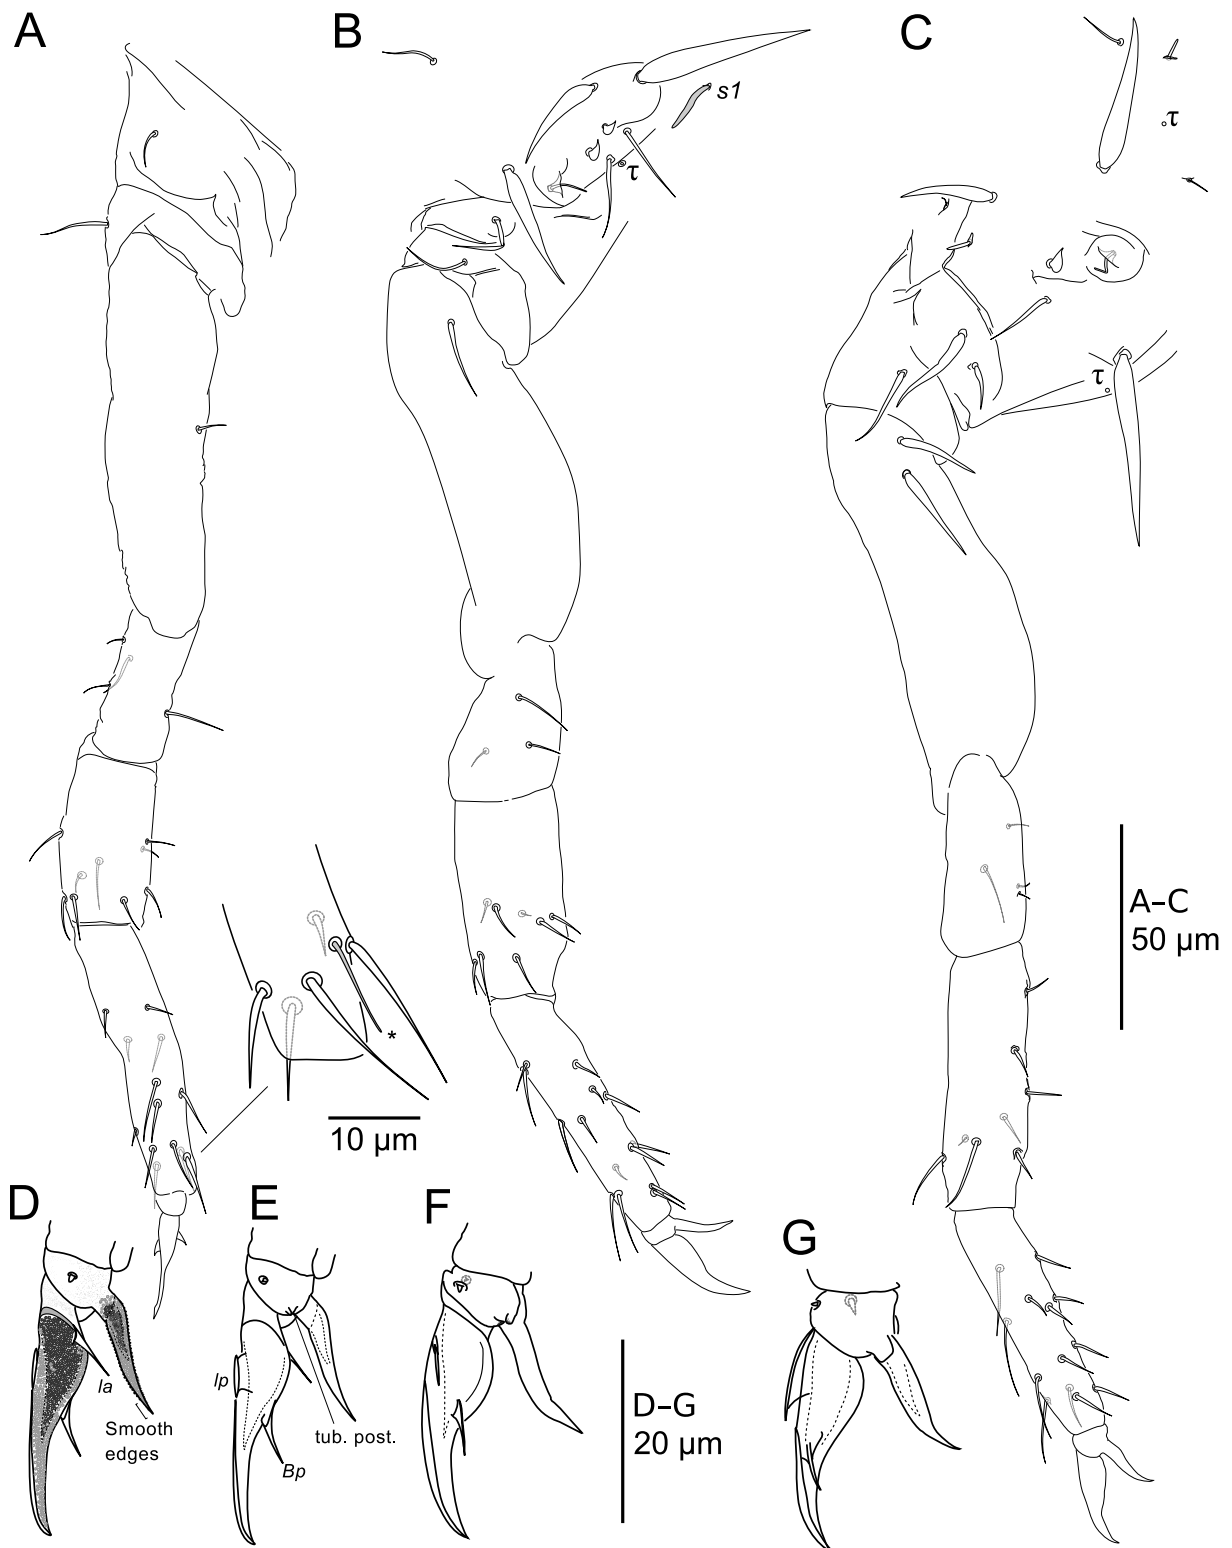 A
B
C
s1
τ
τ
τ
A–C
50 µm
*
10 µm
D
E
F
G
la
lp
Smooth
edges
tub. post.
Bp
D–G
20 µm